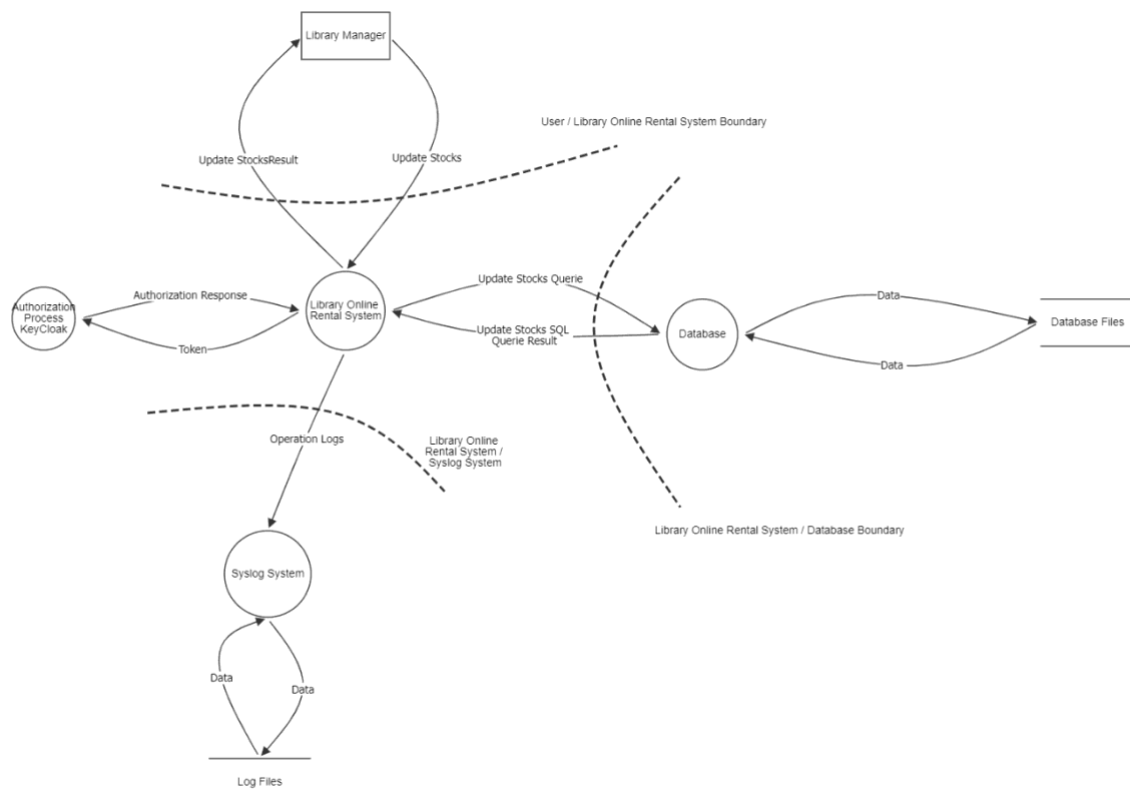 Library Manager
User / Library Online Rental System Boundary
Update StocksResult
Update Stocks
Update Stocks Querie
Authorization Response
Data
Authorization
Process
KeyCloak
Library Online
Rental System
Database
Database Files
Update Stocks SQL
Querie Result
Token
Data
Operation Logs
Library Online
Rental System /
Syslog System
Library Online Rental System / Database Boundary
Syslog System
Data
Data
Log Files